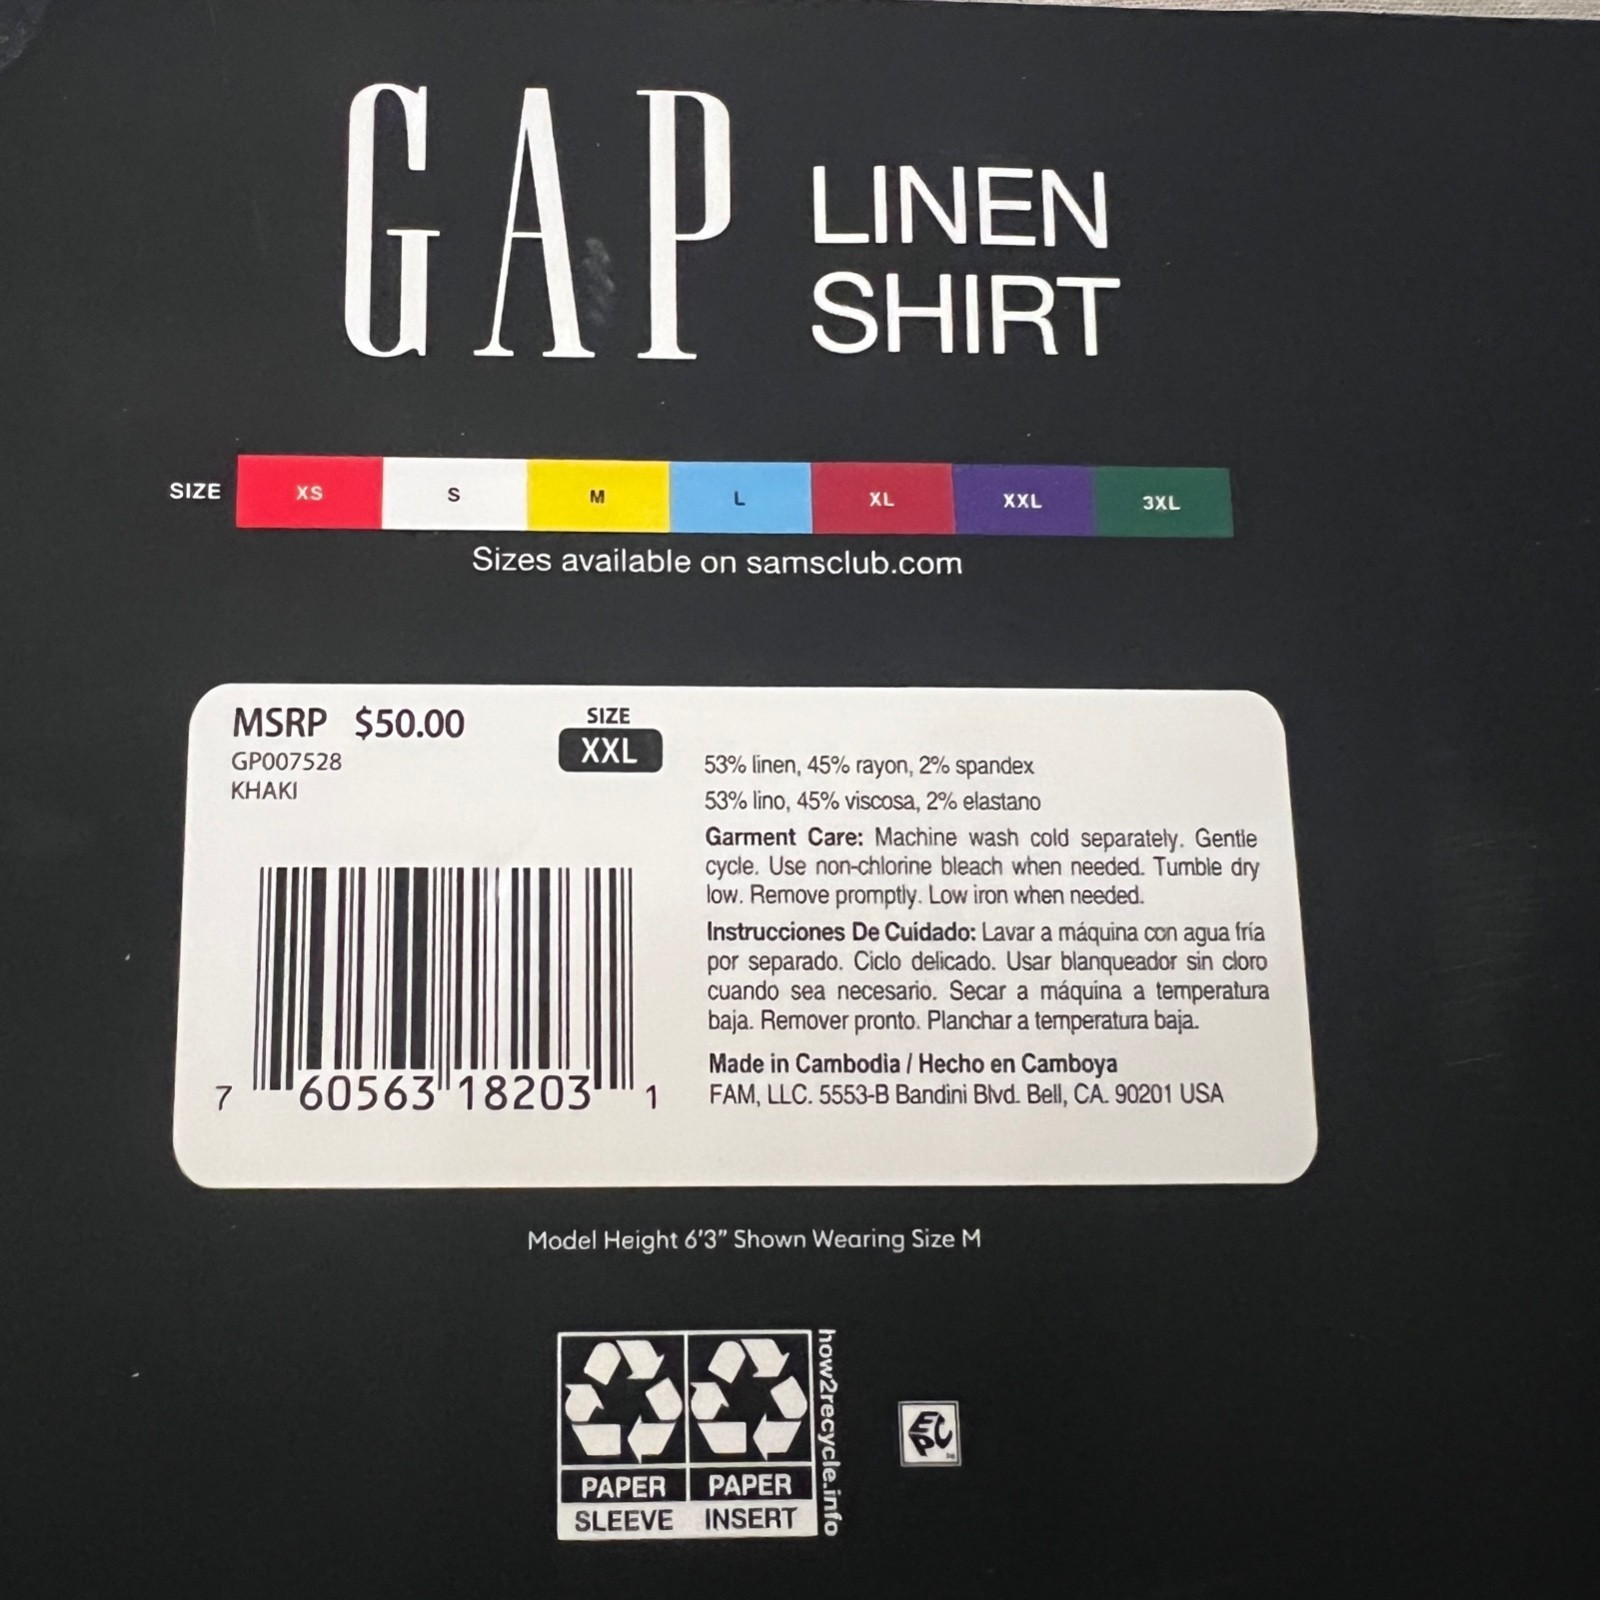 GAP
LINEN
SHIRT
SIZE XS S M L XL XXL 3XL
Sizes available on samsclub.com
MSRP $50.00
GP007528
KHAKI
SIZE
XXL
53% linen, 45% rayon, 2% spandex
53% lino, 45% viscosa, 2% elastano
Garment Care: Machine wash cold separately. Gentle
cycle. Use non-chlorine bleach when needed. Tumble dry
low. Remove promptly. Low iron when needed.
Instrucciones De Cuidado: Lavar a máquina con agua fría
por separado. Ciclo delicado. Usar blanqueador sin cloro
cuando sea necesario. Secar a máquina a temperatura
baja. Remover pronto. Planchar a temperatura baja.
Made in Cambodia / Hecho en Camboya
FAM, LLC. 5553-B Bandini Blvd. Bell, CA. 90201 USA
7 60563 18203 1
Model Height 6'3" Shown Wearing Size M
PAPER PAPER
SLEEVE INSERT
how2recycle.info
ECPC